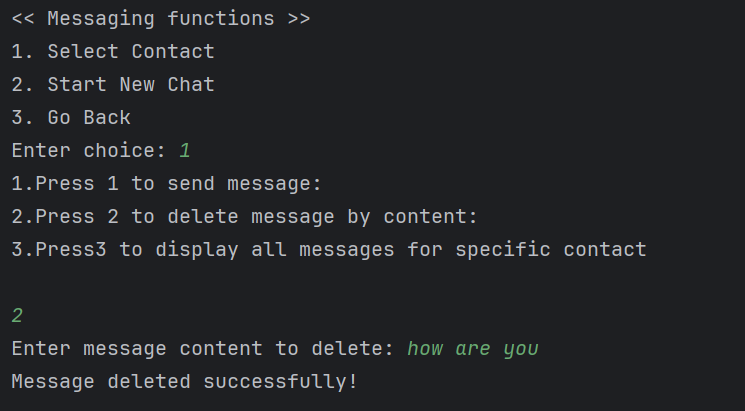 << Messaging functions >>
1. Select Contact
2. Start New Chat
3. Go Back
Enter choice: 1
1.Press 1 to send message:
2.Press 2 to delete message by content:
3.Press3 to display all messages for specific contact
2
Enter message content to delete: how are you
Message deleted successfully!